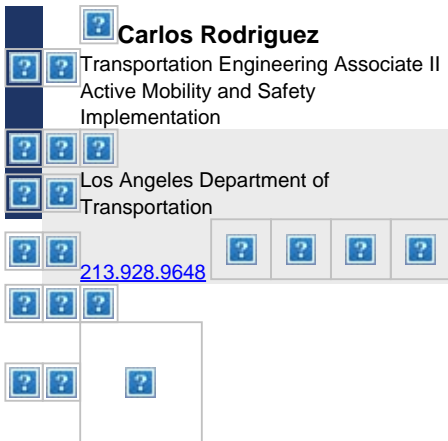 Carlos Rodriguez
Transportation Engineering Associate II
Active Mobility and Safety
Implementation
Los Angeles Department of
Transportation
213.928.9648